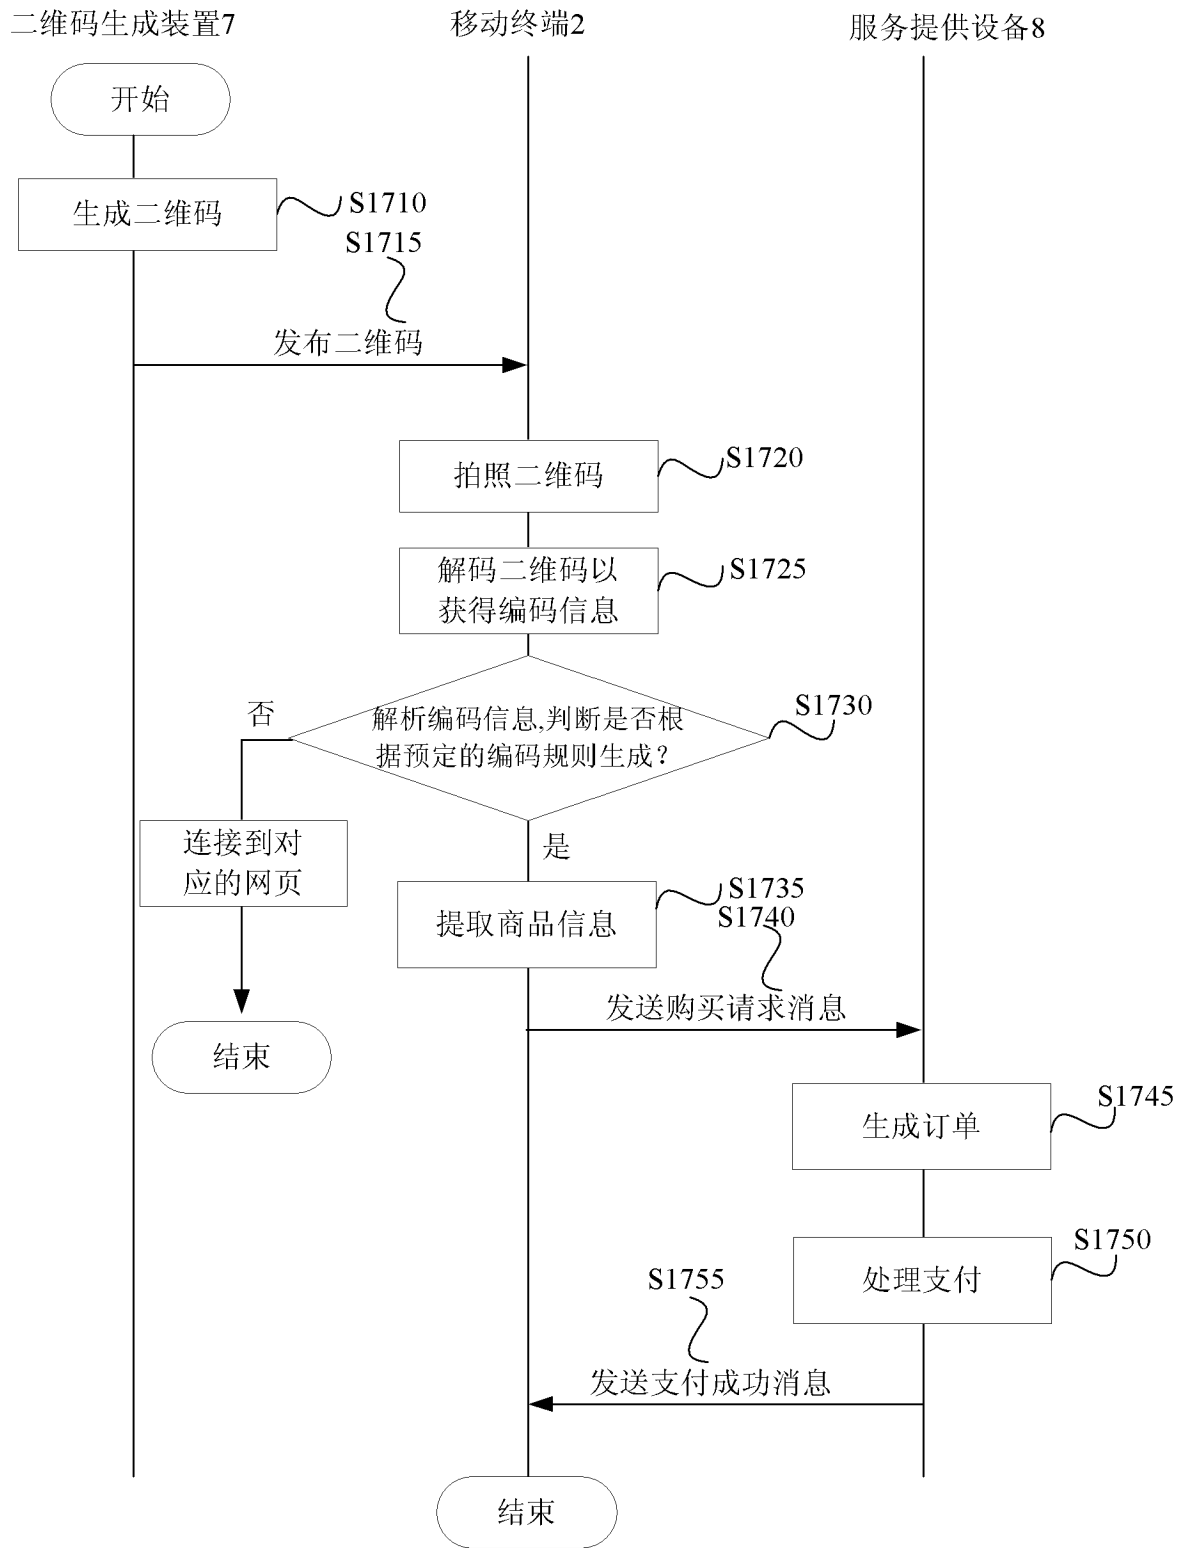 二维码生成装置7
移动终端2
服务提供设备8
开始
生成二维码
S1710
S1715
发布二维码
拍照二维码
S1720
解码二维码以
获得编码信息
S1725
否
解析编码信息,判断是否根
据预定的编码规则生成？
S1730
连接到对
应的网页
是
提取商品信息
S1735
S1740
发送购买请求消息
结束
生成订单
S1745
处理支付
S1750
S1755
发送支付成功消息
结束